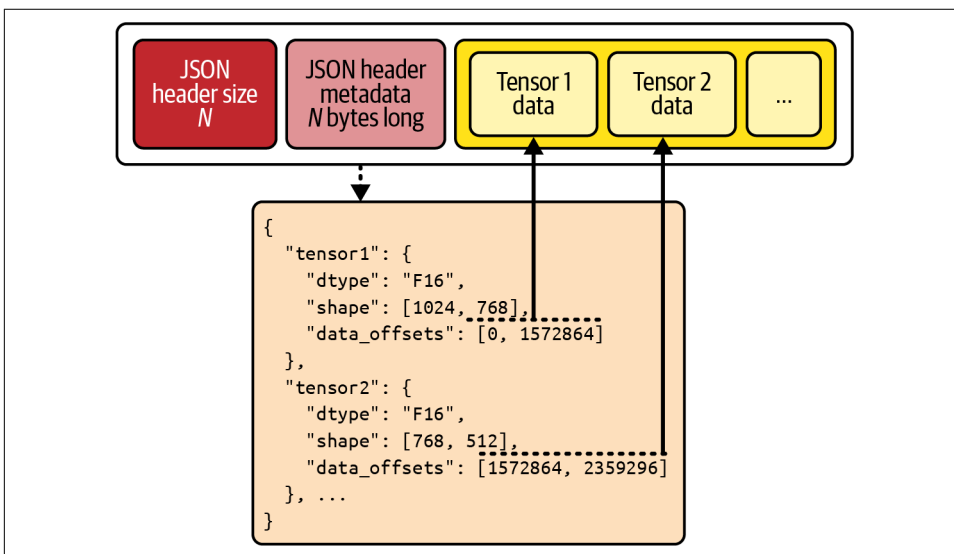 JSON
header size
N
JSON header
metadata
N bytes long
Tensor 1
data
Tensor 2
data
...
{
  "tensor1": {
    "dtype": "F16",
    "shape": [1024, 768],
    "data_offsets": [0, 1572864]
  },
  "tensor2": {
    "dtype": "F16",
    "shape": [768, 512],
    "data_offsets": [1572864, 2359296]
  }, ...
}